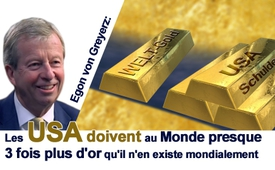 Egon von Greyerz:
WELT-Gold
USA
Schulden
Les USA doivent au Monde presque
3 fois plus d'or qu'il n'en existe mondialement